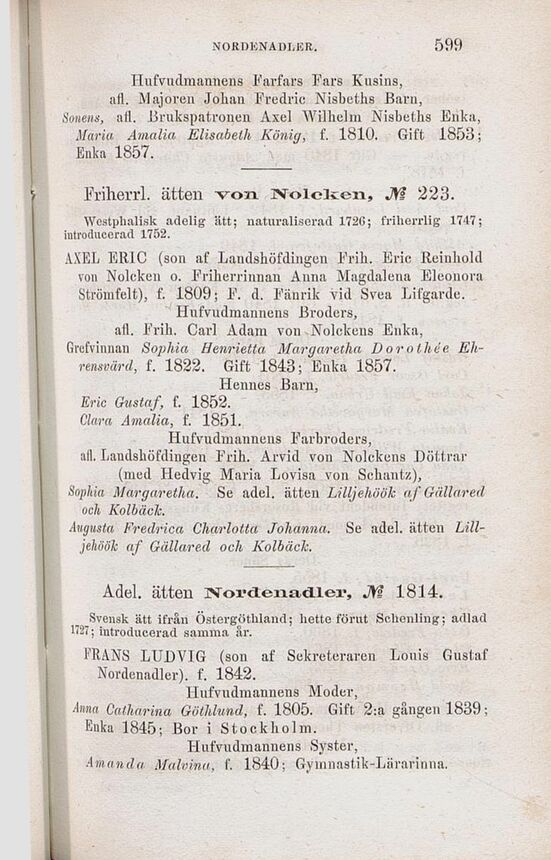 NORDENADLER. 599
Hufvudmannens Farfars Fars Kusins,
afl. Majoren Johan Fredric Nisbeths Barn,
Sonens, afl. Brukspatronen Axel Wilhelm Nisbeths Enka,
Maria Amalia Elisabeth König, f. 1810. Gift 1853;
Enka 1857.
Friherrl. ätten von Nolcken, № 223.
Westphalisk adelig ätt; naturaliserad 1726; friherrlig 1747;
introducerad 1752.
AXEL ERIC (son af Landshöfdingen Frih. Eric Reinhold
von Nolcken o. Friherrinnan Anna Magdalena Eleonora
Strömfelt), f. 1809; F. d. Fänrik vid Svea Lifgarde.
Hufvudmannens Broders,
afl. Frih. Carl Adam von Nolckens Enka,
Grefvinnan Sophia Henrietta Margaretha Dorothée Eh-
rensvärd, f. 1822. Gift 1843; Enka 1857.
Hennes Barn,
Eric Gustaf, f. 1852.
Clara Amalia, f. 1851.
Hufvudmannens Farbroders,
afl. Landshöfdingen Frih. Arvid von Nolckens Döttrar
(med Hedvig Maria Lovisa von Schantz),
Sophia Margaretha. Se adel. ätten Lilljehöök af Gällared
och Kolbäck.
Augusta Fredrica Charlotta Johanna. Se adel. ätten Lill-
jehöök af Gällared och Kolbäck.
Adel. ätten Nordenadler, № 1814.
Svensk ätt ifrån Östergöthland; hette förut Schenling; adlad
1727; introducerad samma år.
FRANS LUDVIG (son af Sekreteraren Louis Gustaf
Nordenadler). f. 1842.
Hufvudmannens Moder,
Anna Catharina Göthlund, f. 1805. Gift 2:a gången 1839;
Enka 1845; Bor i Stockholm.
Hufvudmannens Syster,
Amanda Malvina, f. 1840; Gymnastik-Lärarinna.